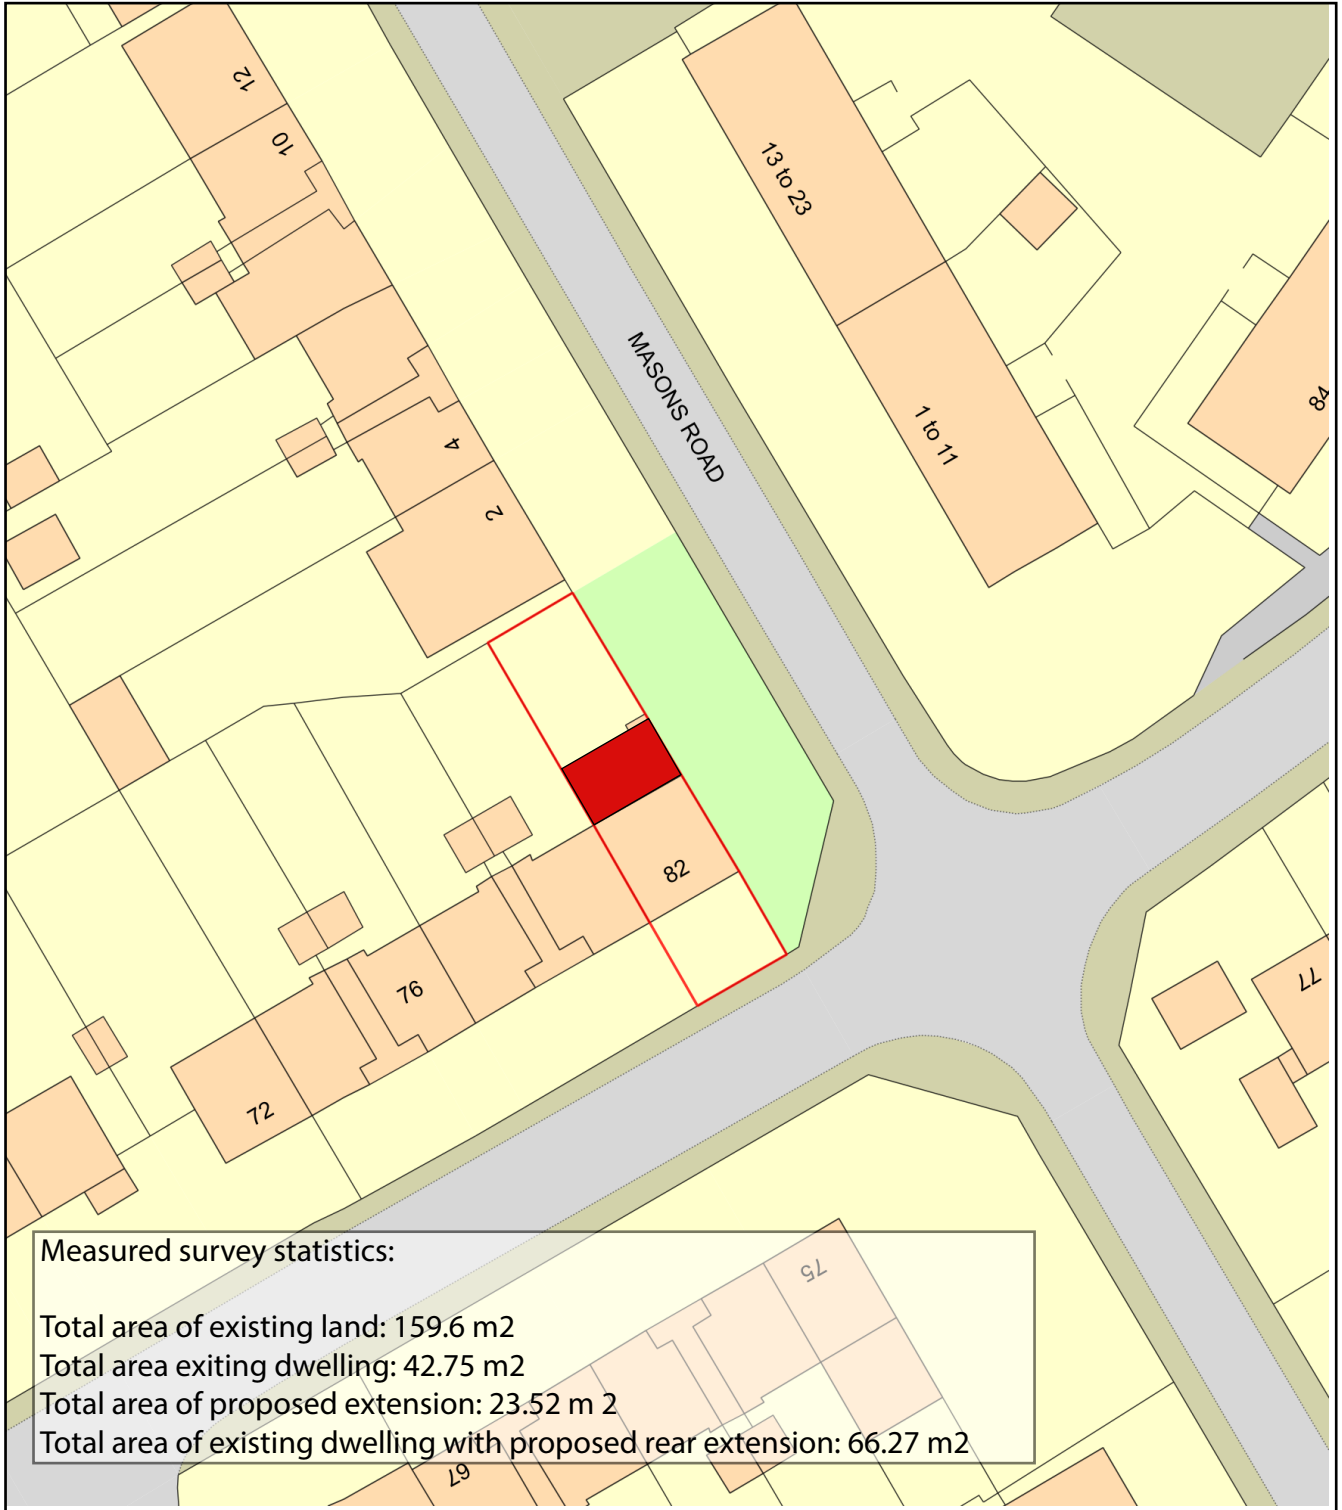 12
10
13 to 23
MASONS ROAD
84
1 to 11
4
2
82
77
76
72
Measured survey statistics:
75
Total area of existing land: 159.6 m2
Total area exiting dwelling: 42.75 m2
Total area of proposed extension: 23.52 m 2
Total area of existing dwelling with proposed rear extension: 66.27 m2
67